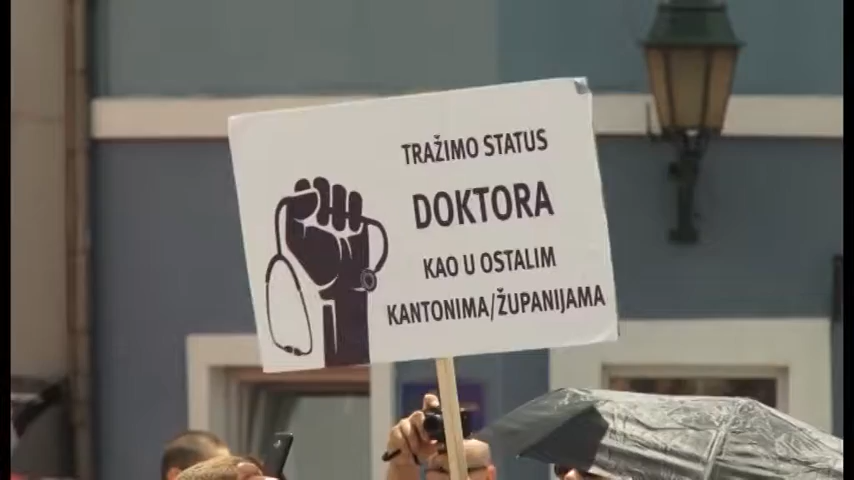 TRAŽIMO STATUS
DOKTORA
KAO U OSTALIM
KANTONIMA/ŽUPANIJAMA